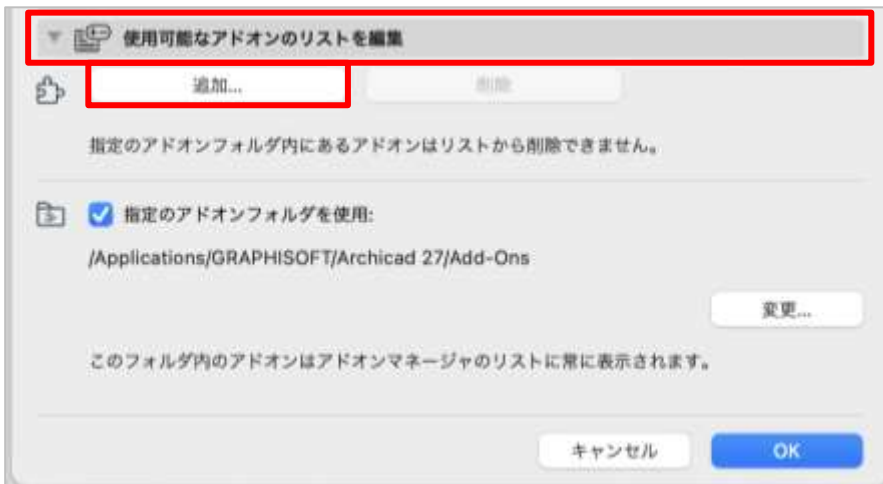 使用可能なアドオンのリストを編集
追加...
削除
指定のアドオンフォルダ内にあるアドオンはリストから削除できません。
指定のアドオンフォルダを使用:
/Applications/GRAPHISOFT/Archicad 27/Add-Ons
変更...
このフォルダ内のアドオンはアドオンマネージャのリストに常に表示されます。
キャンセル
OK